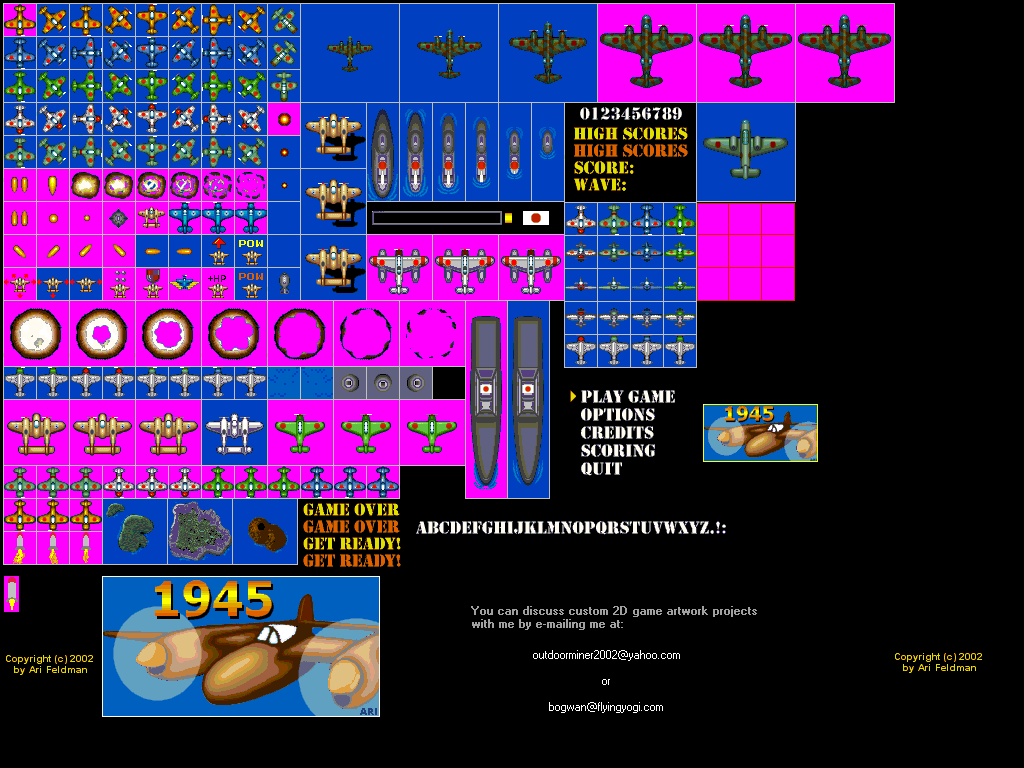 0123456789
HIGH SCORES
HIGH SCORES
SCORE:
WAVE:
POW
+HP
POW
PLAY GAME
OPTIONS
CREDITS
SCORING
QUIT
1945
GAME OVER
GAME OVER
GET READY!
GET READY!
ABCDEFGHIJKLMNOPQRSTUVWXYZ.!:
1945
ARI
You can discuss custom 2D game artwork projects
with me by e-mailing me at:
outdoorminer2002@yahoo.com
or
bogwan@flyingyogi.com
Copyright (c) 2002
by Ari Feldman
Copyright (c) 2002
by Ari Feldman